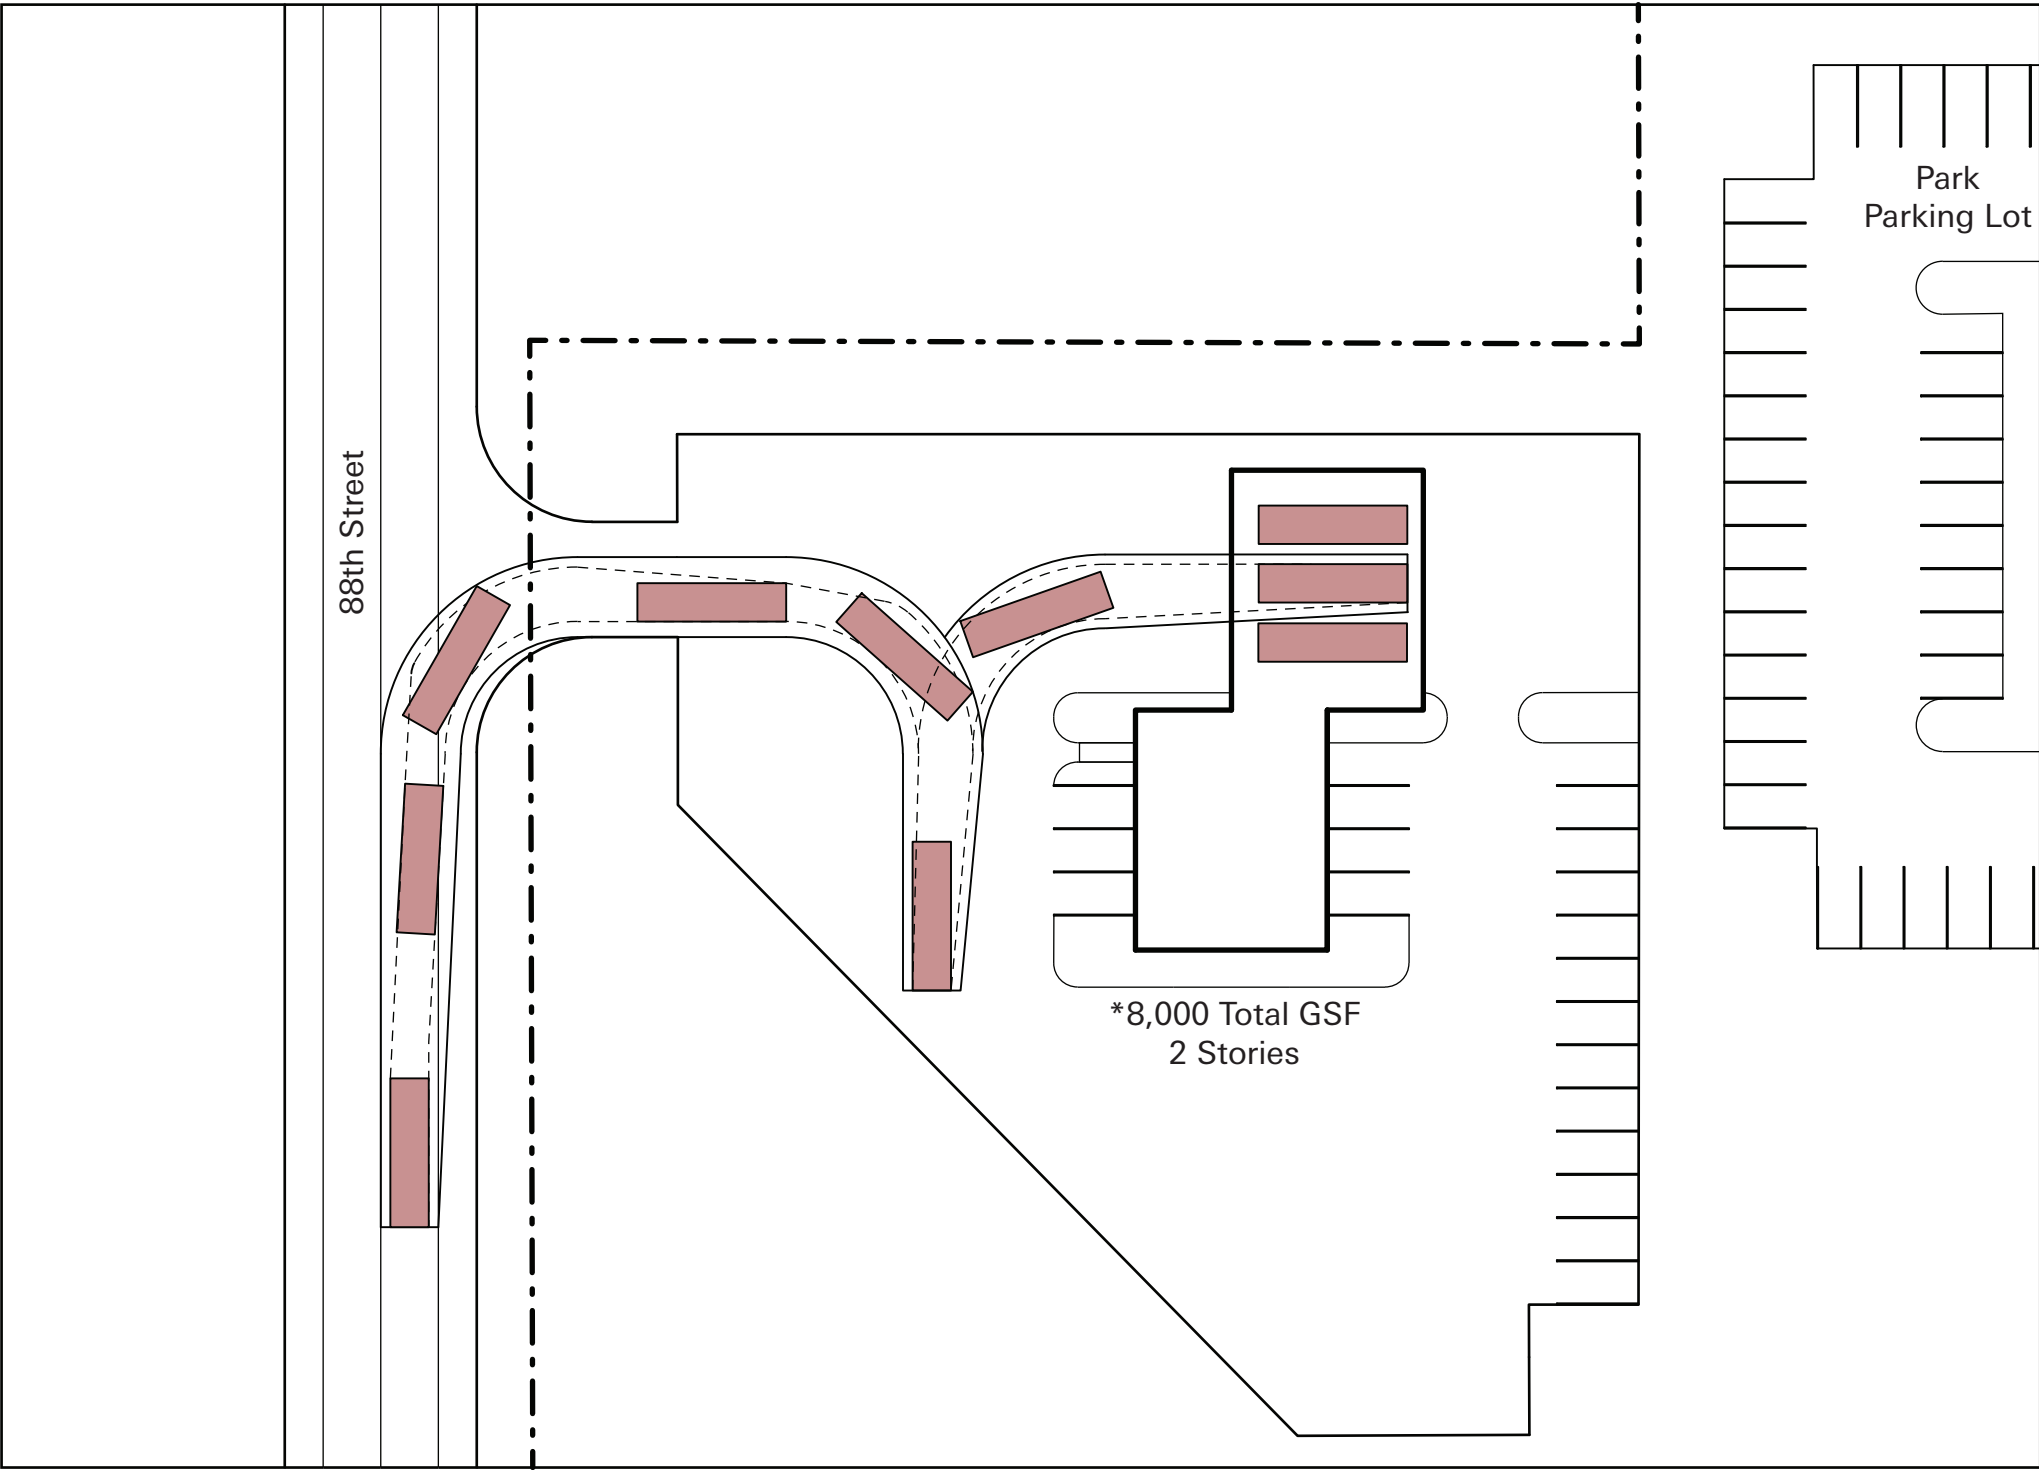 Park
Parking Lot
88th Street
*8,000 Total GSF
2 Stories